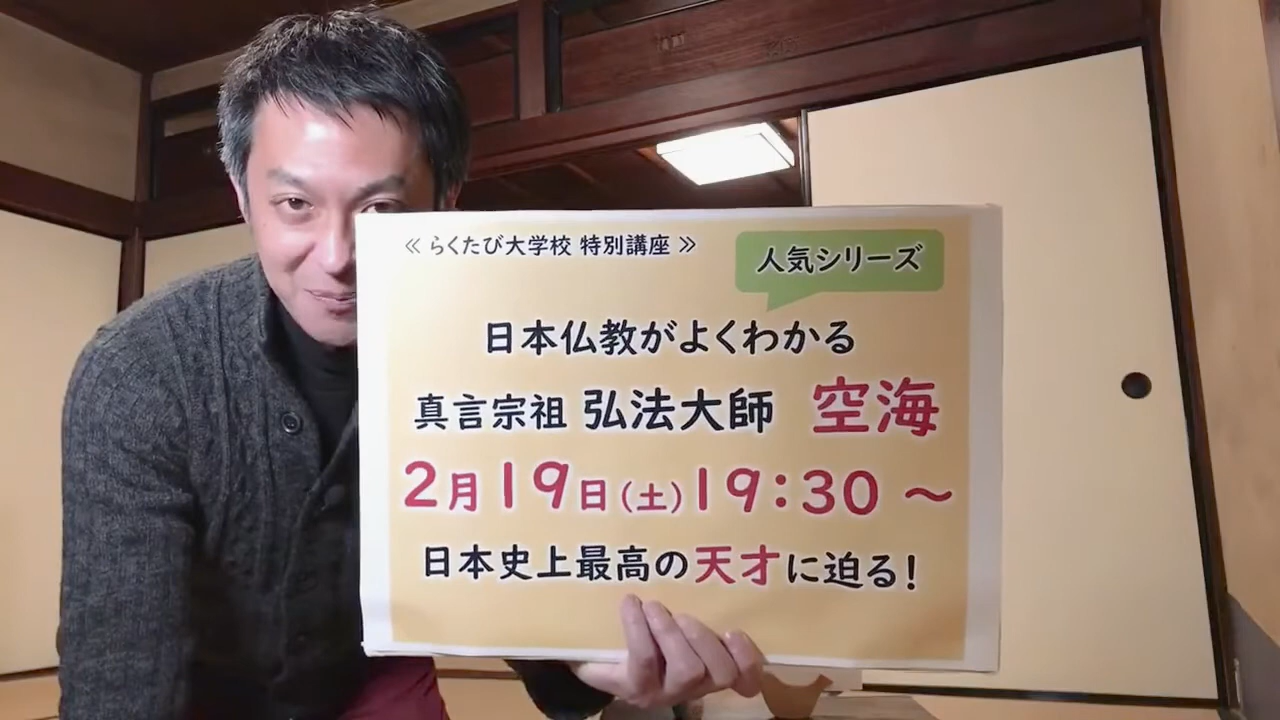 ≪ らくたび大学校 特別講座 ≫
人気シリーズ
日本仏教がよくわかる
真言宗祖 弘法大師 空海
2月19日(土)19:30 〜
日本史上最高の天才に迫る!